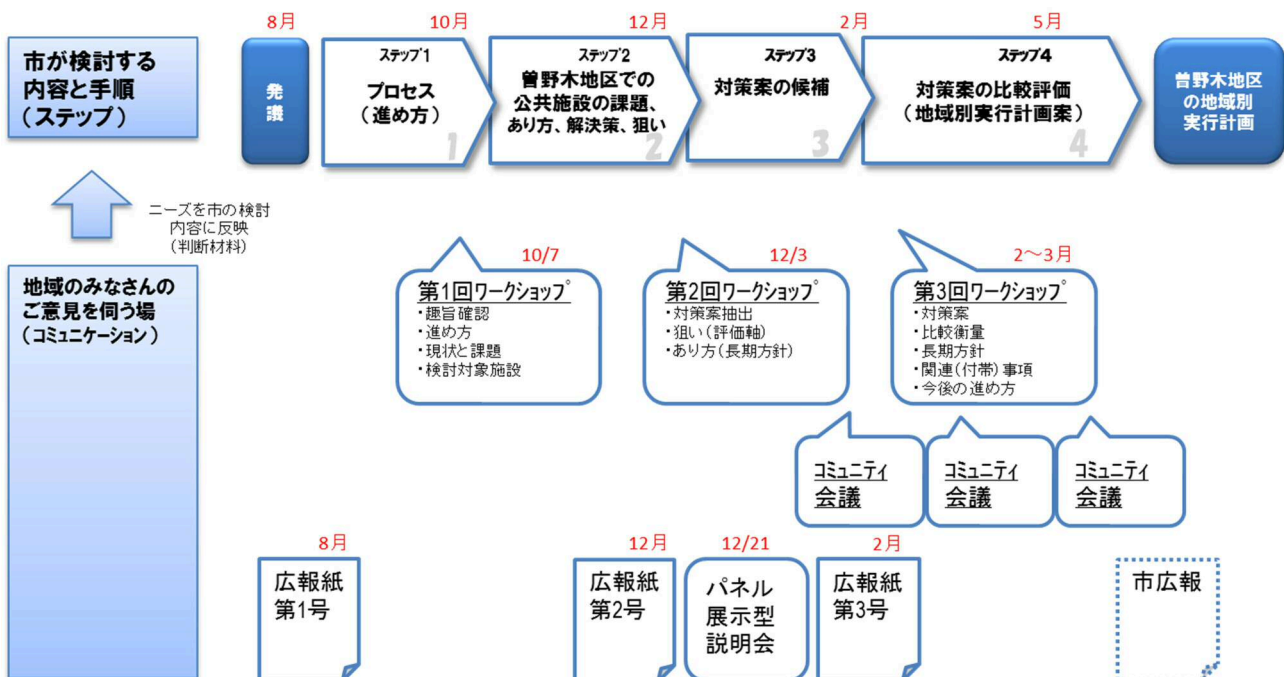 8月
10月
12月
2月
5月
市が検討する
内容と手順
（ステップ）
発
議
ステップ1
プロセス
（進め方）
1
ステップ2
曽野木地区での
公共施設の課題、
あり方、解決策、狙い
2
ステップ3
対策案の候補
3
ステップ4
対策案の比較評価
（地域別実行計画案）
4
曽野木地区
の地域別
実行計画
ニーズを市の検討
内容に反映
（判断材料）
地域のみなさんの
ご意見を伺う場
（コミュニケーション）
10/7
第1回ワークショップ
・趣旨確認
・進め方
・現状と課題
・検討対象施設
12/3
第2回ワークショップ
・対策案抽出
・狙い（評価軸）
・あり方（長期方針）
2～3月
第3回ワークショップ
・対策案
・比較衡量
・長期方針
・関連（付帯）事項
・今後の進め方
コミュニティ
会議
コミュニティ
会議
コミュニティ
会議
8月
広報紙
第1号
12月
広報紙
第2号
12/21
パネル
展示型
説明会
2月
広報紙
第3号
市広報